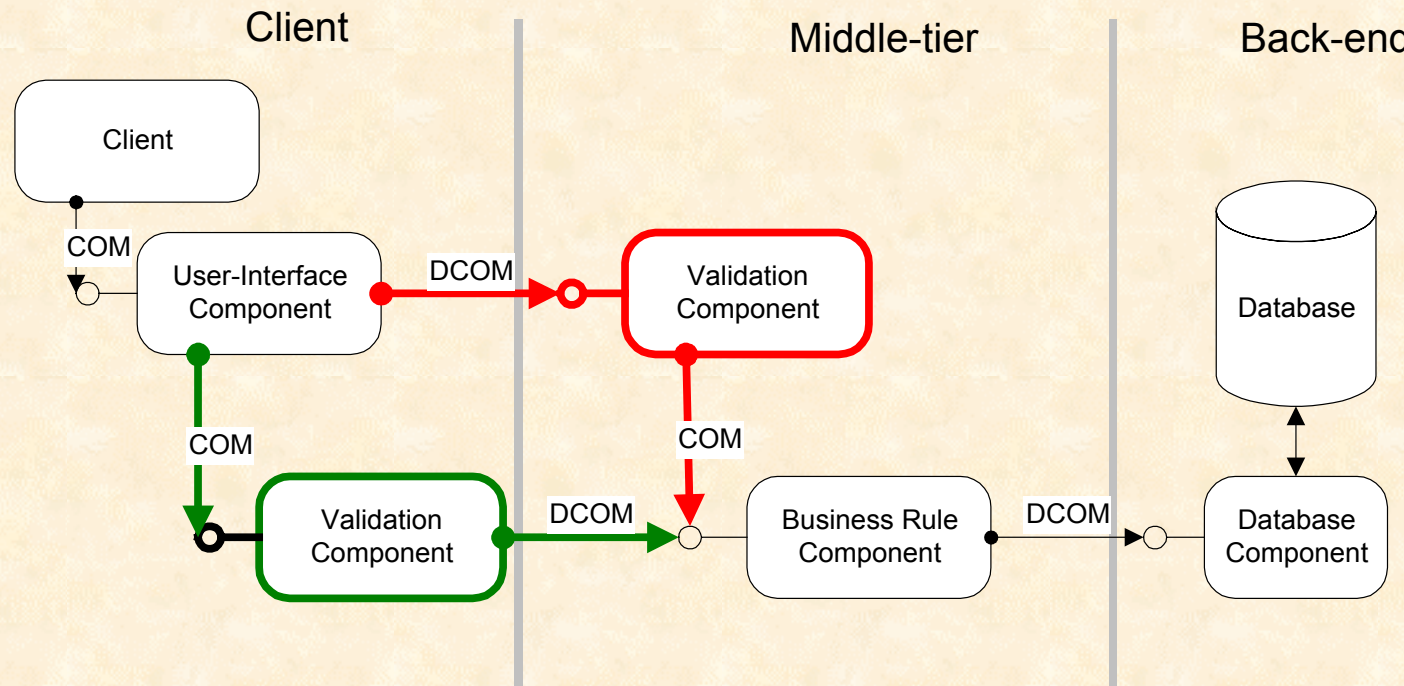 Client
Middle-tier
Back-end
Client
COM
User-Interface
Component
DCOM
Validation
Component
Database
COM
COM
Validation
Component
DCOM
Business Rule
Component
DCOM
Database
Component